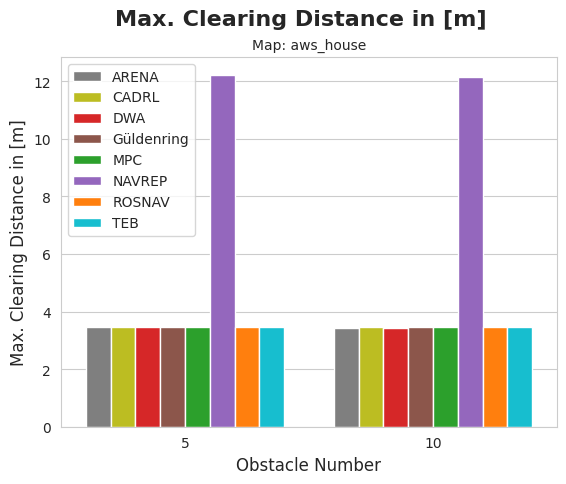 Max. Clearing Distance in [m]
Map: aws_house
Max. Clearing Distance in [m]
12
10
8
6
4
2
0
ARENA
CADRL
DWA
Güldenring
MPC
NAVREP
ROSNAV
TEB
5
10
Obstacle Number